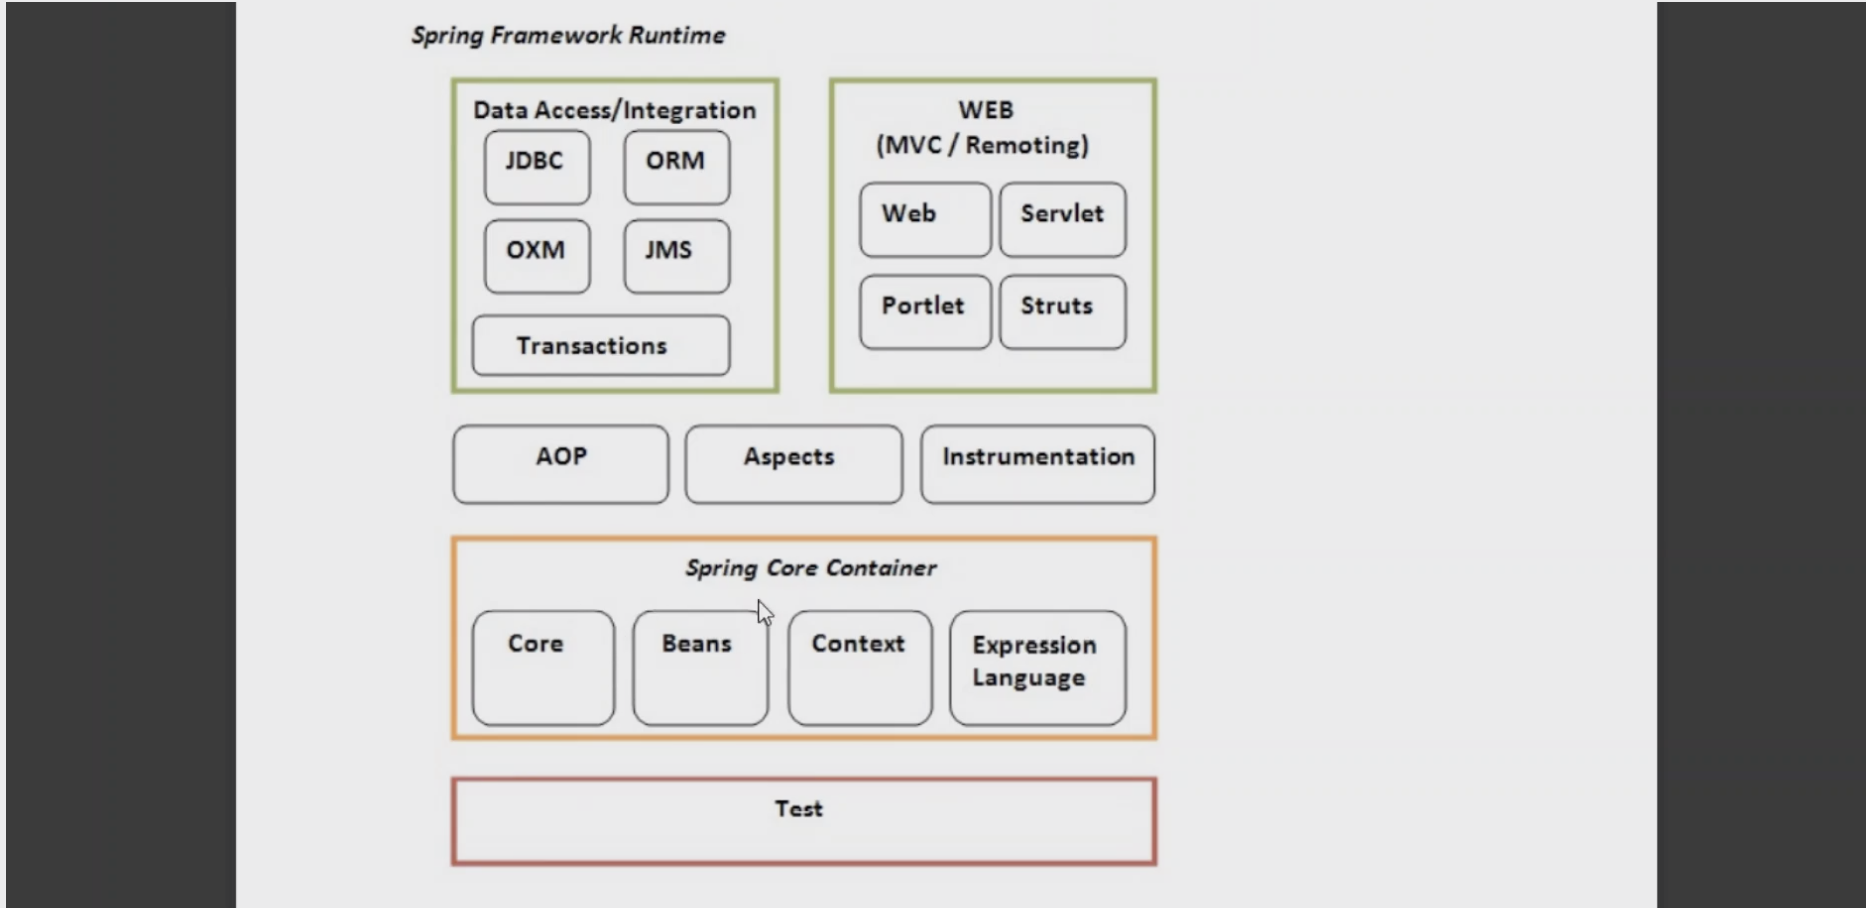 Spring Framework Runtime
Data Access/Integration
JDBC
ORM
OXM
JMS
Transactions
WEB
(MVC / Remoting)
Web
Servlet
Portlet
Struts
AOP
Aspects
Instrumentation
Spring Core Container
Core
Beans
Context
Expression
Language
Test